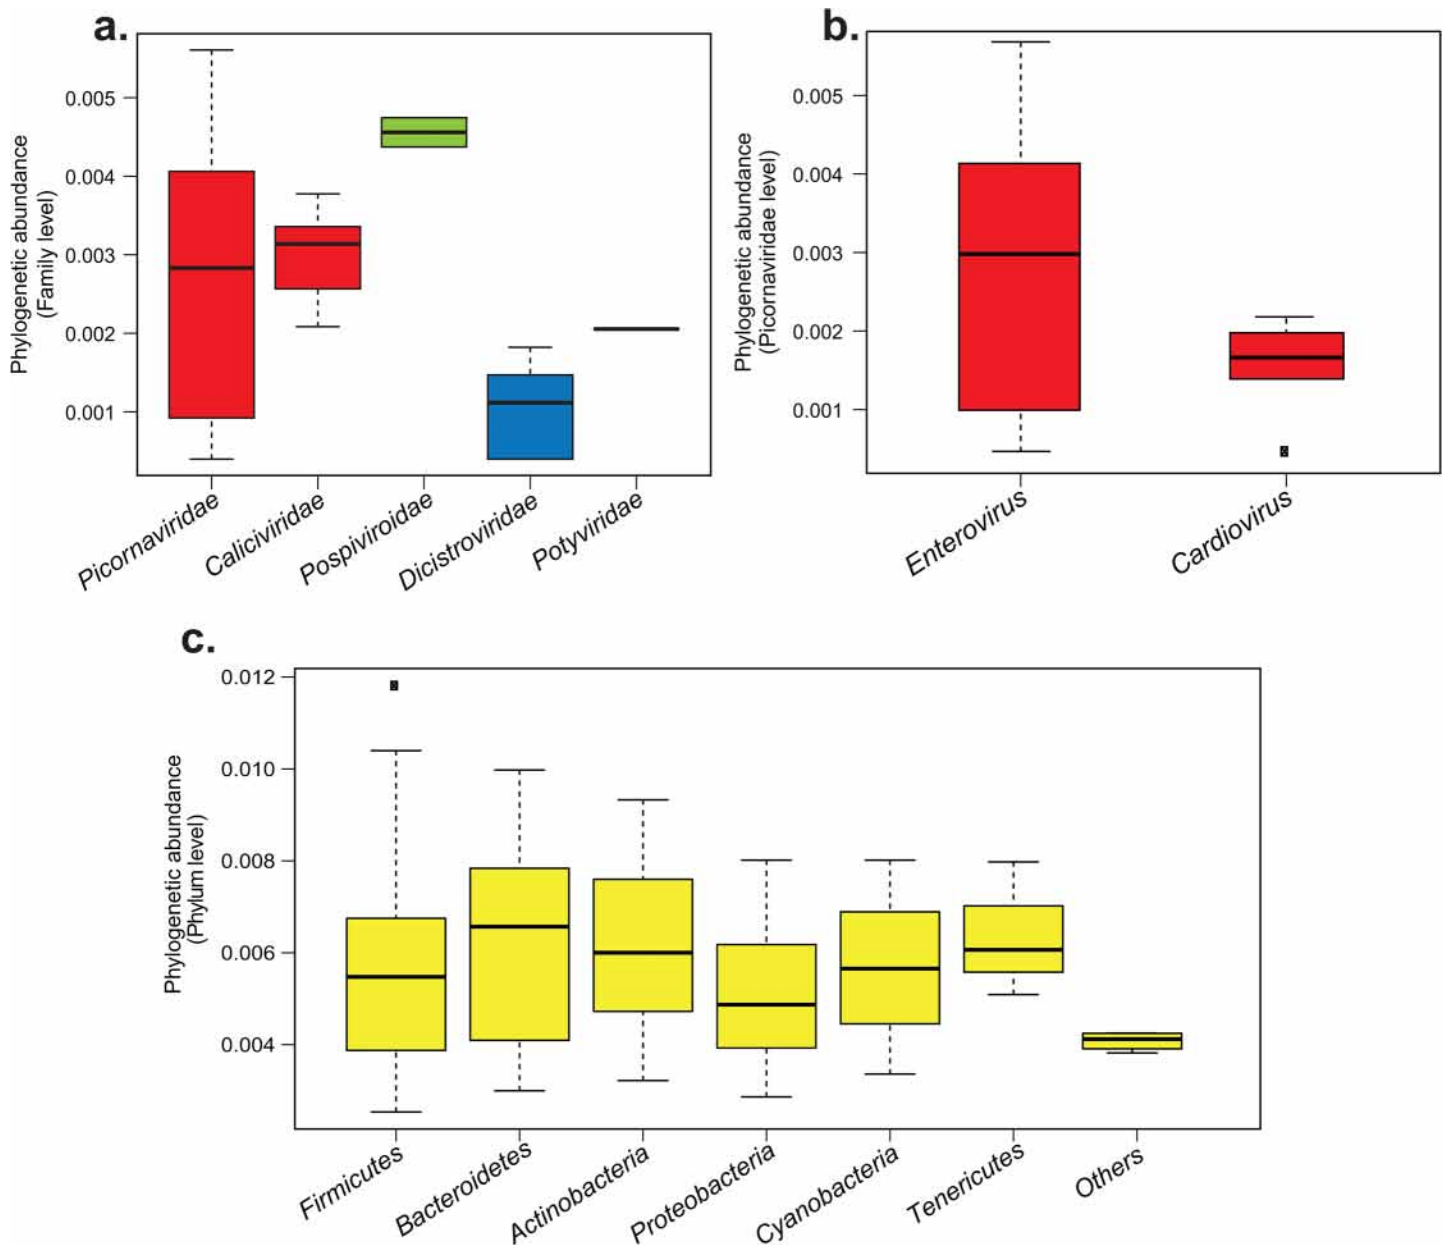 a.
Phylogenetic abundance
(Family level)
0.005
0.004
0.003
0.002
0.001
Picornaviridae
Caliciviridae
Pospiviroidae
Dicistroviridae
Potyviridae
b.
Phylogenetic abundance
(Picornaviridae level)
0.005
0.004
0.003
0.002
0.001
Enterovirus
Cardiovirus
c.
Phylogenetic abundance
(Phylum level)
0.012
0.010
0.008
0.006
0.004
Firmicutes
Bacteroidetes
Actinobacteria
Proteobacteria
Cyanobacteria
Tenericutes
Others